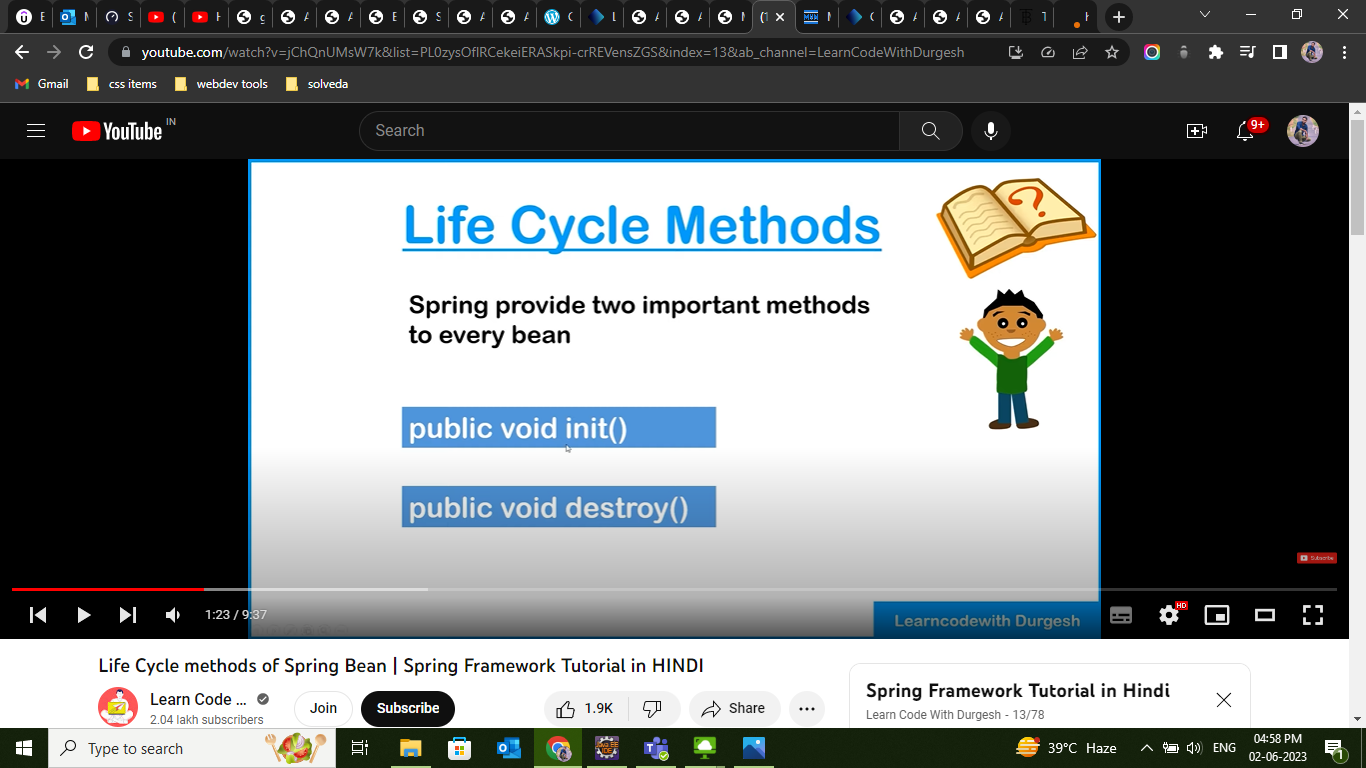 youtube.com/watch?v=jChQnUMsW7k&list=PL0zysOflRCekeiERASkpi-crREVensZGS&index=13&ab_channel=LearnCodeWithDurgesh
Gmail
css items
webdev tools
solveda
YouTube IN
Search
9+
Life Cycle Methods
Spring provide two important methods
to every bean
public void init()
public void destroy()
Subscribe
Learncodewith Durgesh
1:23 / 9:37
HD
Life Cycle methods of Spring Bean | Spring Framework Tutorial in HINDI
Learn Code ...
2.04 lakh subscribers
Join
Subscribe
1.9K
Share
Spring Framework Tutorial in Hindi
Learn Code With Durgesh - 13/78
Type to search
39°C Haze
ENG
04:58 PM
02-06-2023
1